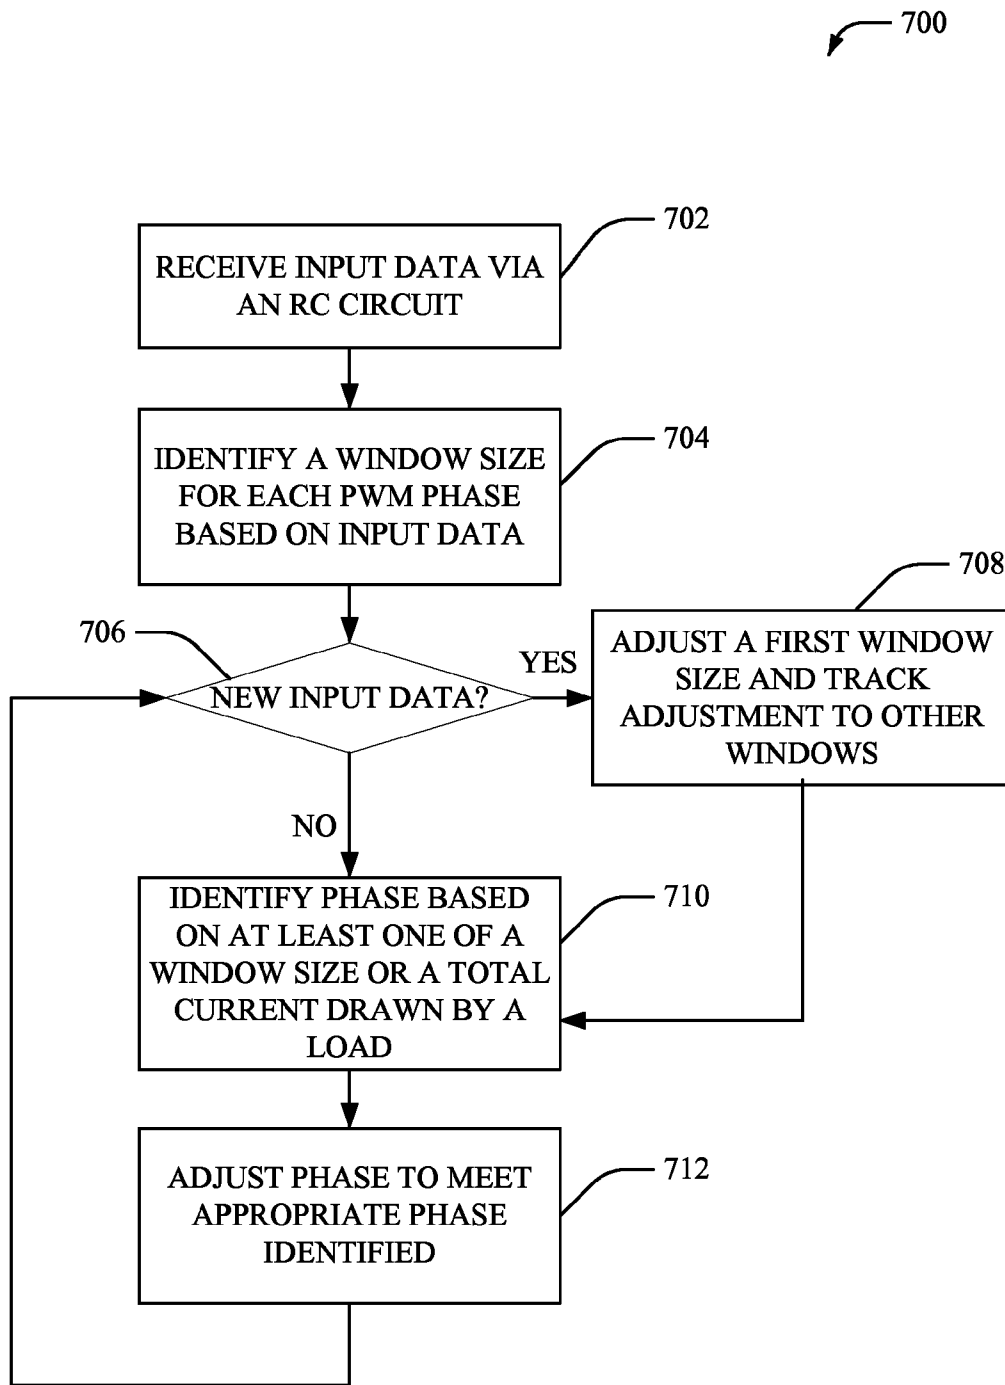 700
702
RECEIVE INPUT DATA VIA
AN RC CIRCUIT
704
IDENTIFY A WINDOW SIZE
FOR EACH PWM PHASE
BASED ON INPUT DATA
706
NEW INPUT DATA?
YES
708
ADJUST A FIRST WINDOW
SIZE AND TRACK
ADJUSTMENT TO OTHER
WINDOWS
NO
710
IDENTIFY PHASE BASED
ON AT LEAST ONE OF A
WINDOW SIZE OR A TOTAL
CURRENT DRAWN BY A
LOAD
712
ADJUST PHASE TO MEET
APPROPRIATE PHASE
IDENTIFIED